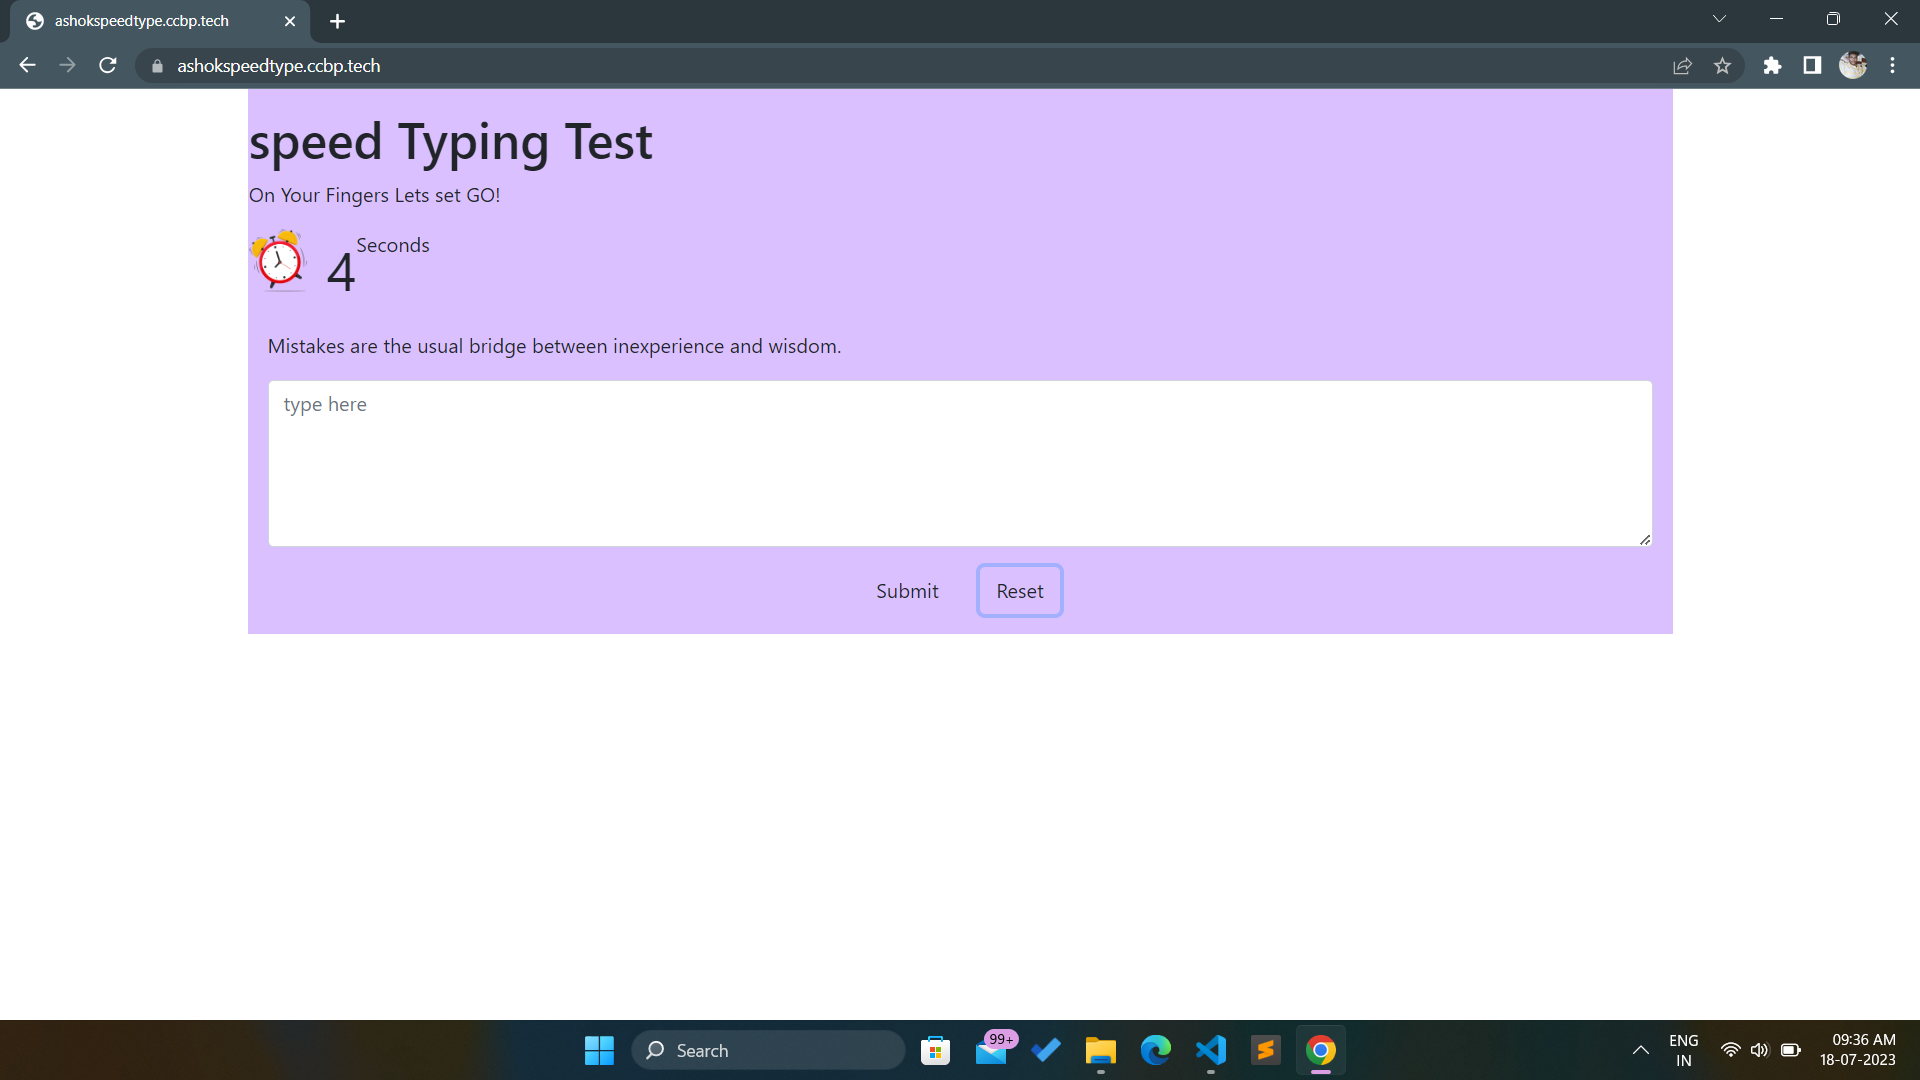 ashokspeedtype.ccbp.tech
ashokspeedtype.ccbp.tech
speed Typing Test
On Your Fingers Lets set GO!
4 Seconds
Mistakes are the usual bridge between inexperience and wisdom.
type here
Submit Reset
Search
99+
ENG
IN
09:36 AM
18-07-2023